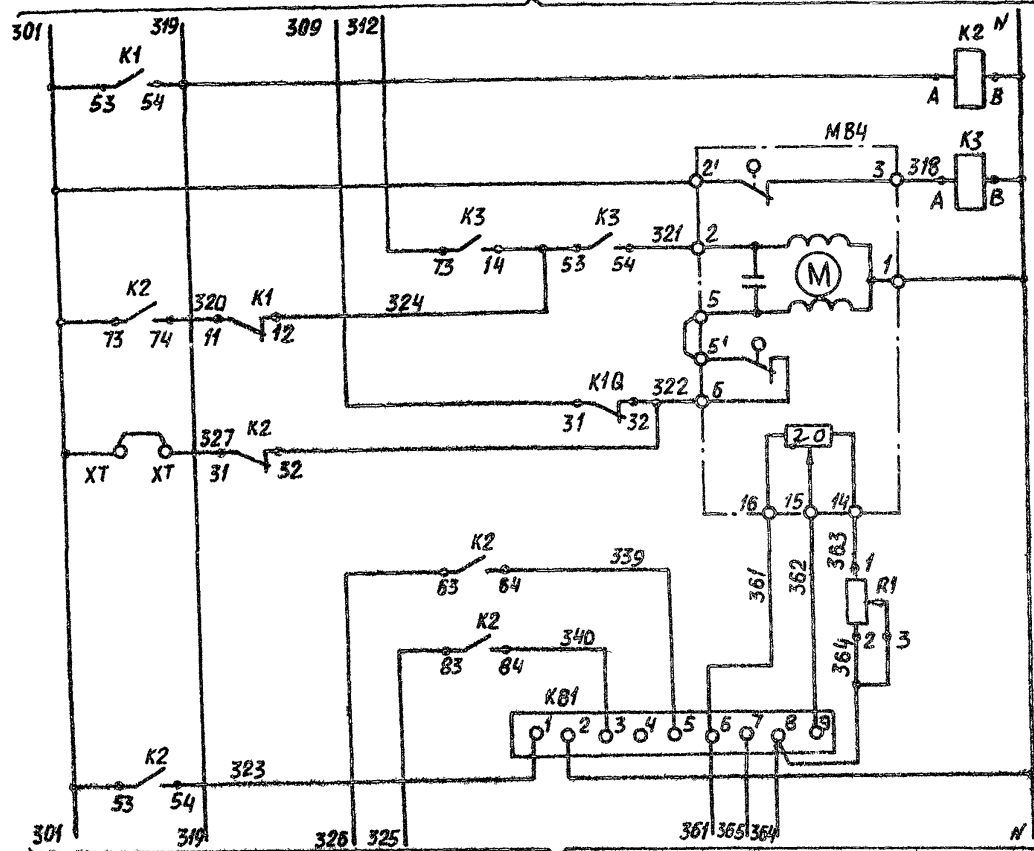 301 319 309 312 N
K1 K2
53 54 A B
МВ4 K3
2' 3 318
A B
K3 K3 321 2
13 14 53 54
М 1
K2 320 K1 324 5
73 74 11 12
5'
K1Q 322 6
31 32
327 K2 20
XT XT 31 32
16 15 14
K2 339 361 362 363 1
63 64 R1
K2 340 364 2 3
83 84
KB1
1 2 3 4 5 6 7 8 9
K2 323
53 54
301 319 326 325 361 365 364 N